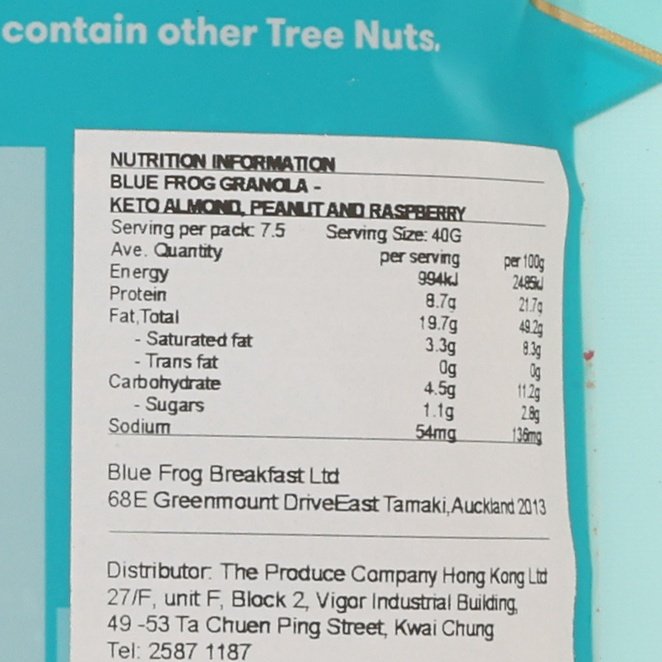 contain other Tree Nuts.
NUTRITION INFORMATION
BLUE FROG GRANOLA -
KETO ALMOND, PEANUT AND RASPBERRY
Serving per pack: 7.5 Serving Size: 40G
Ave. Quantity per serving per 100g
Energy 994kJ 2485kJ
Protein 8.7g 21.7g
Fat,Total 19.7g 49.2g
- Saturated fat 3.3g 8.3g
- Trans fat 0g 0g
Carbohydrate 4.5g 11.2g
- Sugars 1.1g 2.8g
Sodium 54mg 136mg
Blue Frog Breakfast Ltd
68E Greenmount DriveEast Tamaki,Auckland 2013
Distributor: The Produce Company Hong Kong Ltd
27/F, unit F, Block 2, Vigor Industrial Building,
49 -53 Ta Chuen Ping Street, Kwai Chung
Tel: 2587 1187